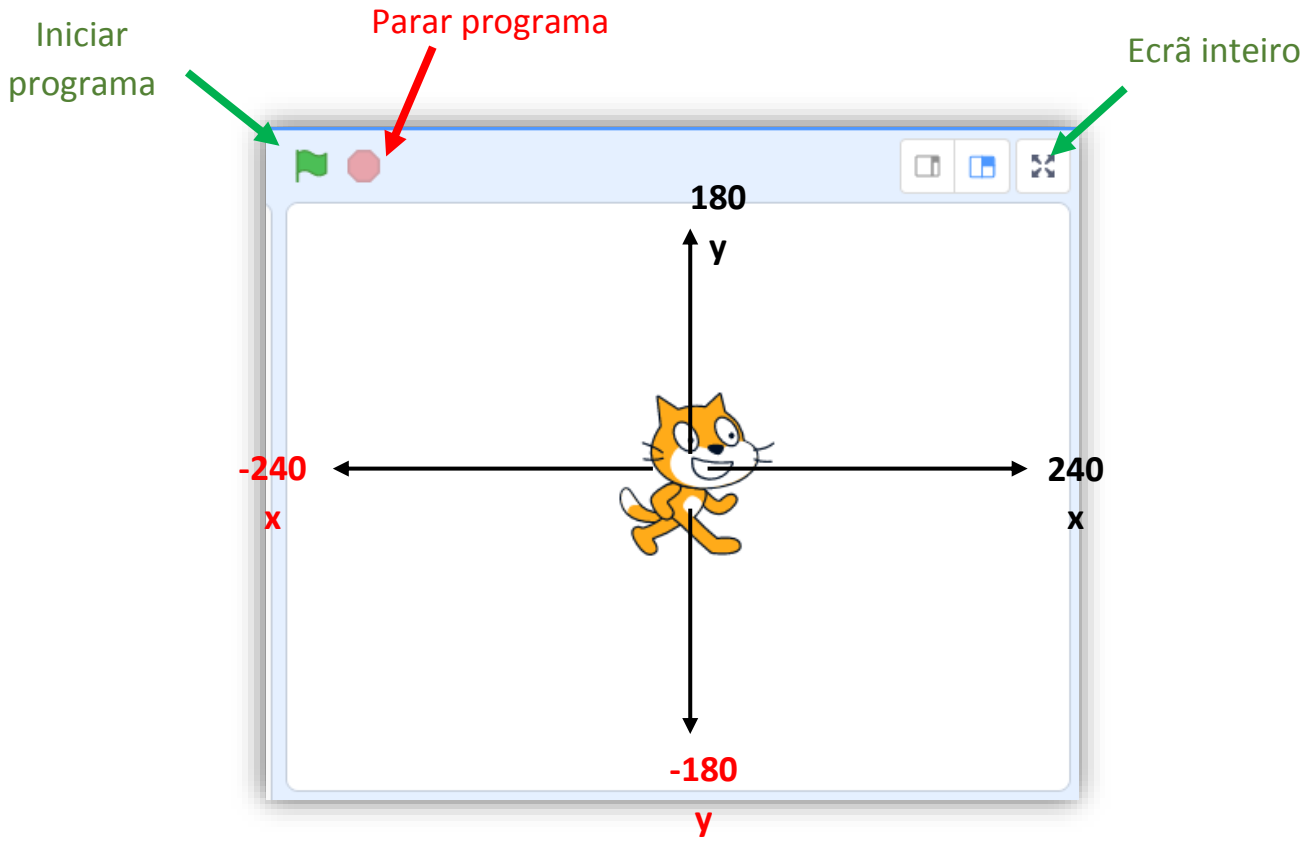 Iniciar
programa
Parar programa
Ecrã inteiro
180
y
-240
x
240
x
-180
y